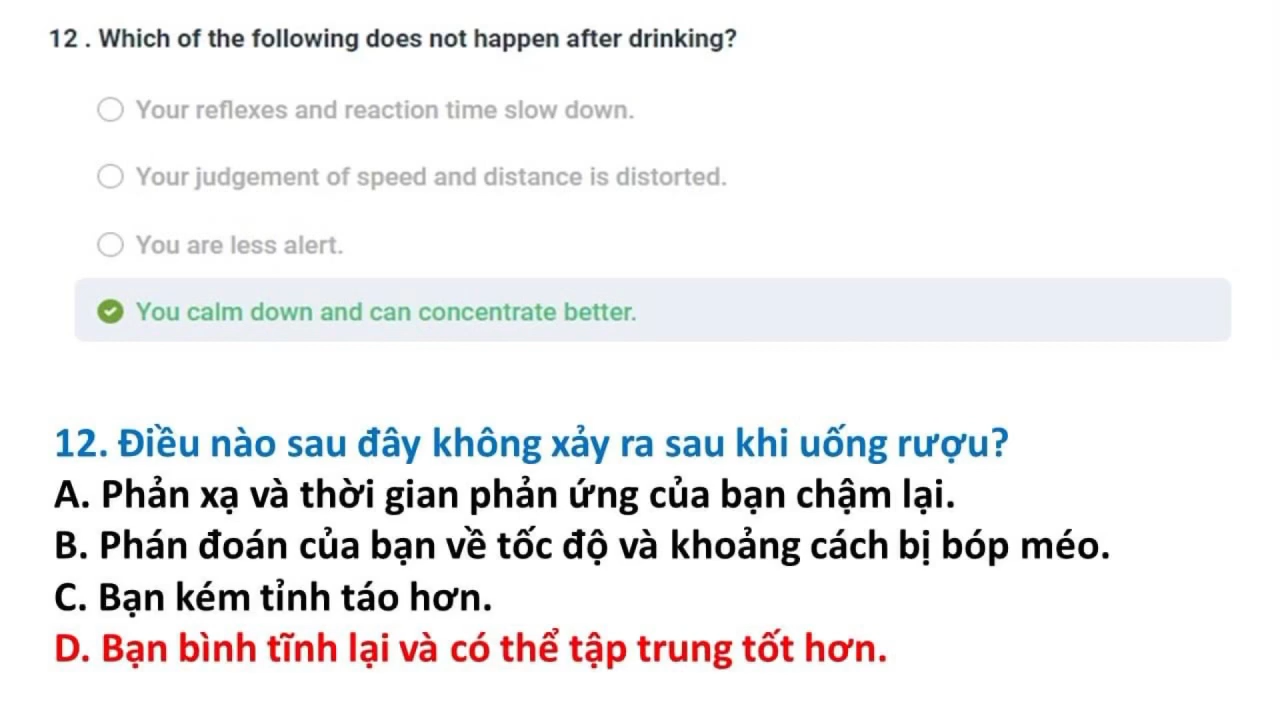 12 . Which of the following does not happen after drinking?
Your reflexes and reaction time slow down.
Your judgement of speed and distance is distorted.
You are less alert.
You calm down and can concentrate better.
12. Điều nào sau đây không xảy ra sau khi uống rượu?
A. Phản xạ và thời gian phản ứng của bạn chậm lại.
B. Phán đoán của bạn về tốc độ và khoảng cách bị bóp méo.
C. Bạn kém tỉnh táo hơn.
D. Bạn bình tĩnh lại và có thể tập trung tốt hơn.